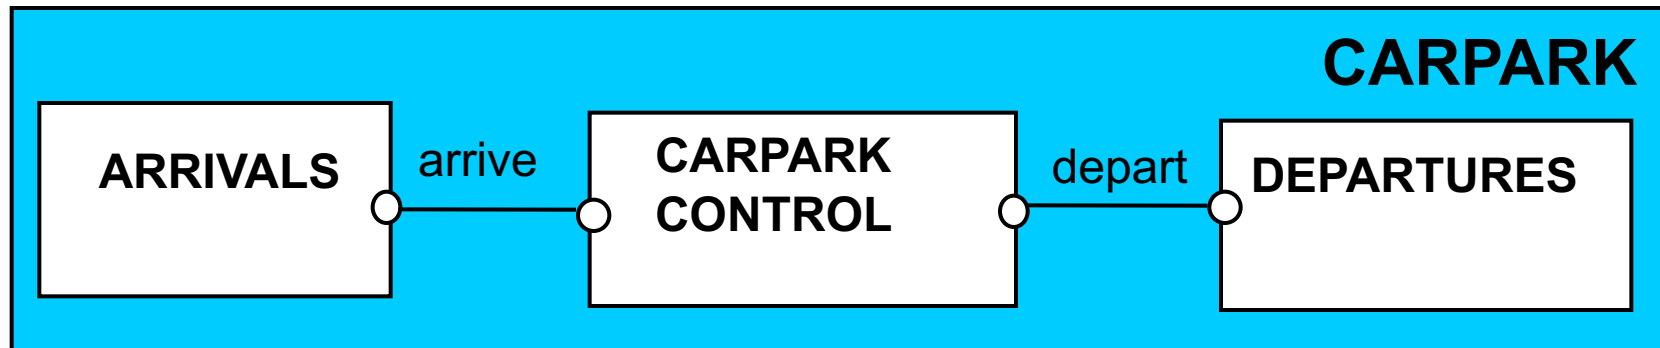 CARPARK
ARRIVALS
arrive
CARPARK
CONTROL
depart
DEPARTURES